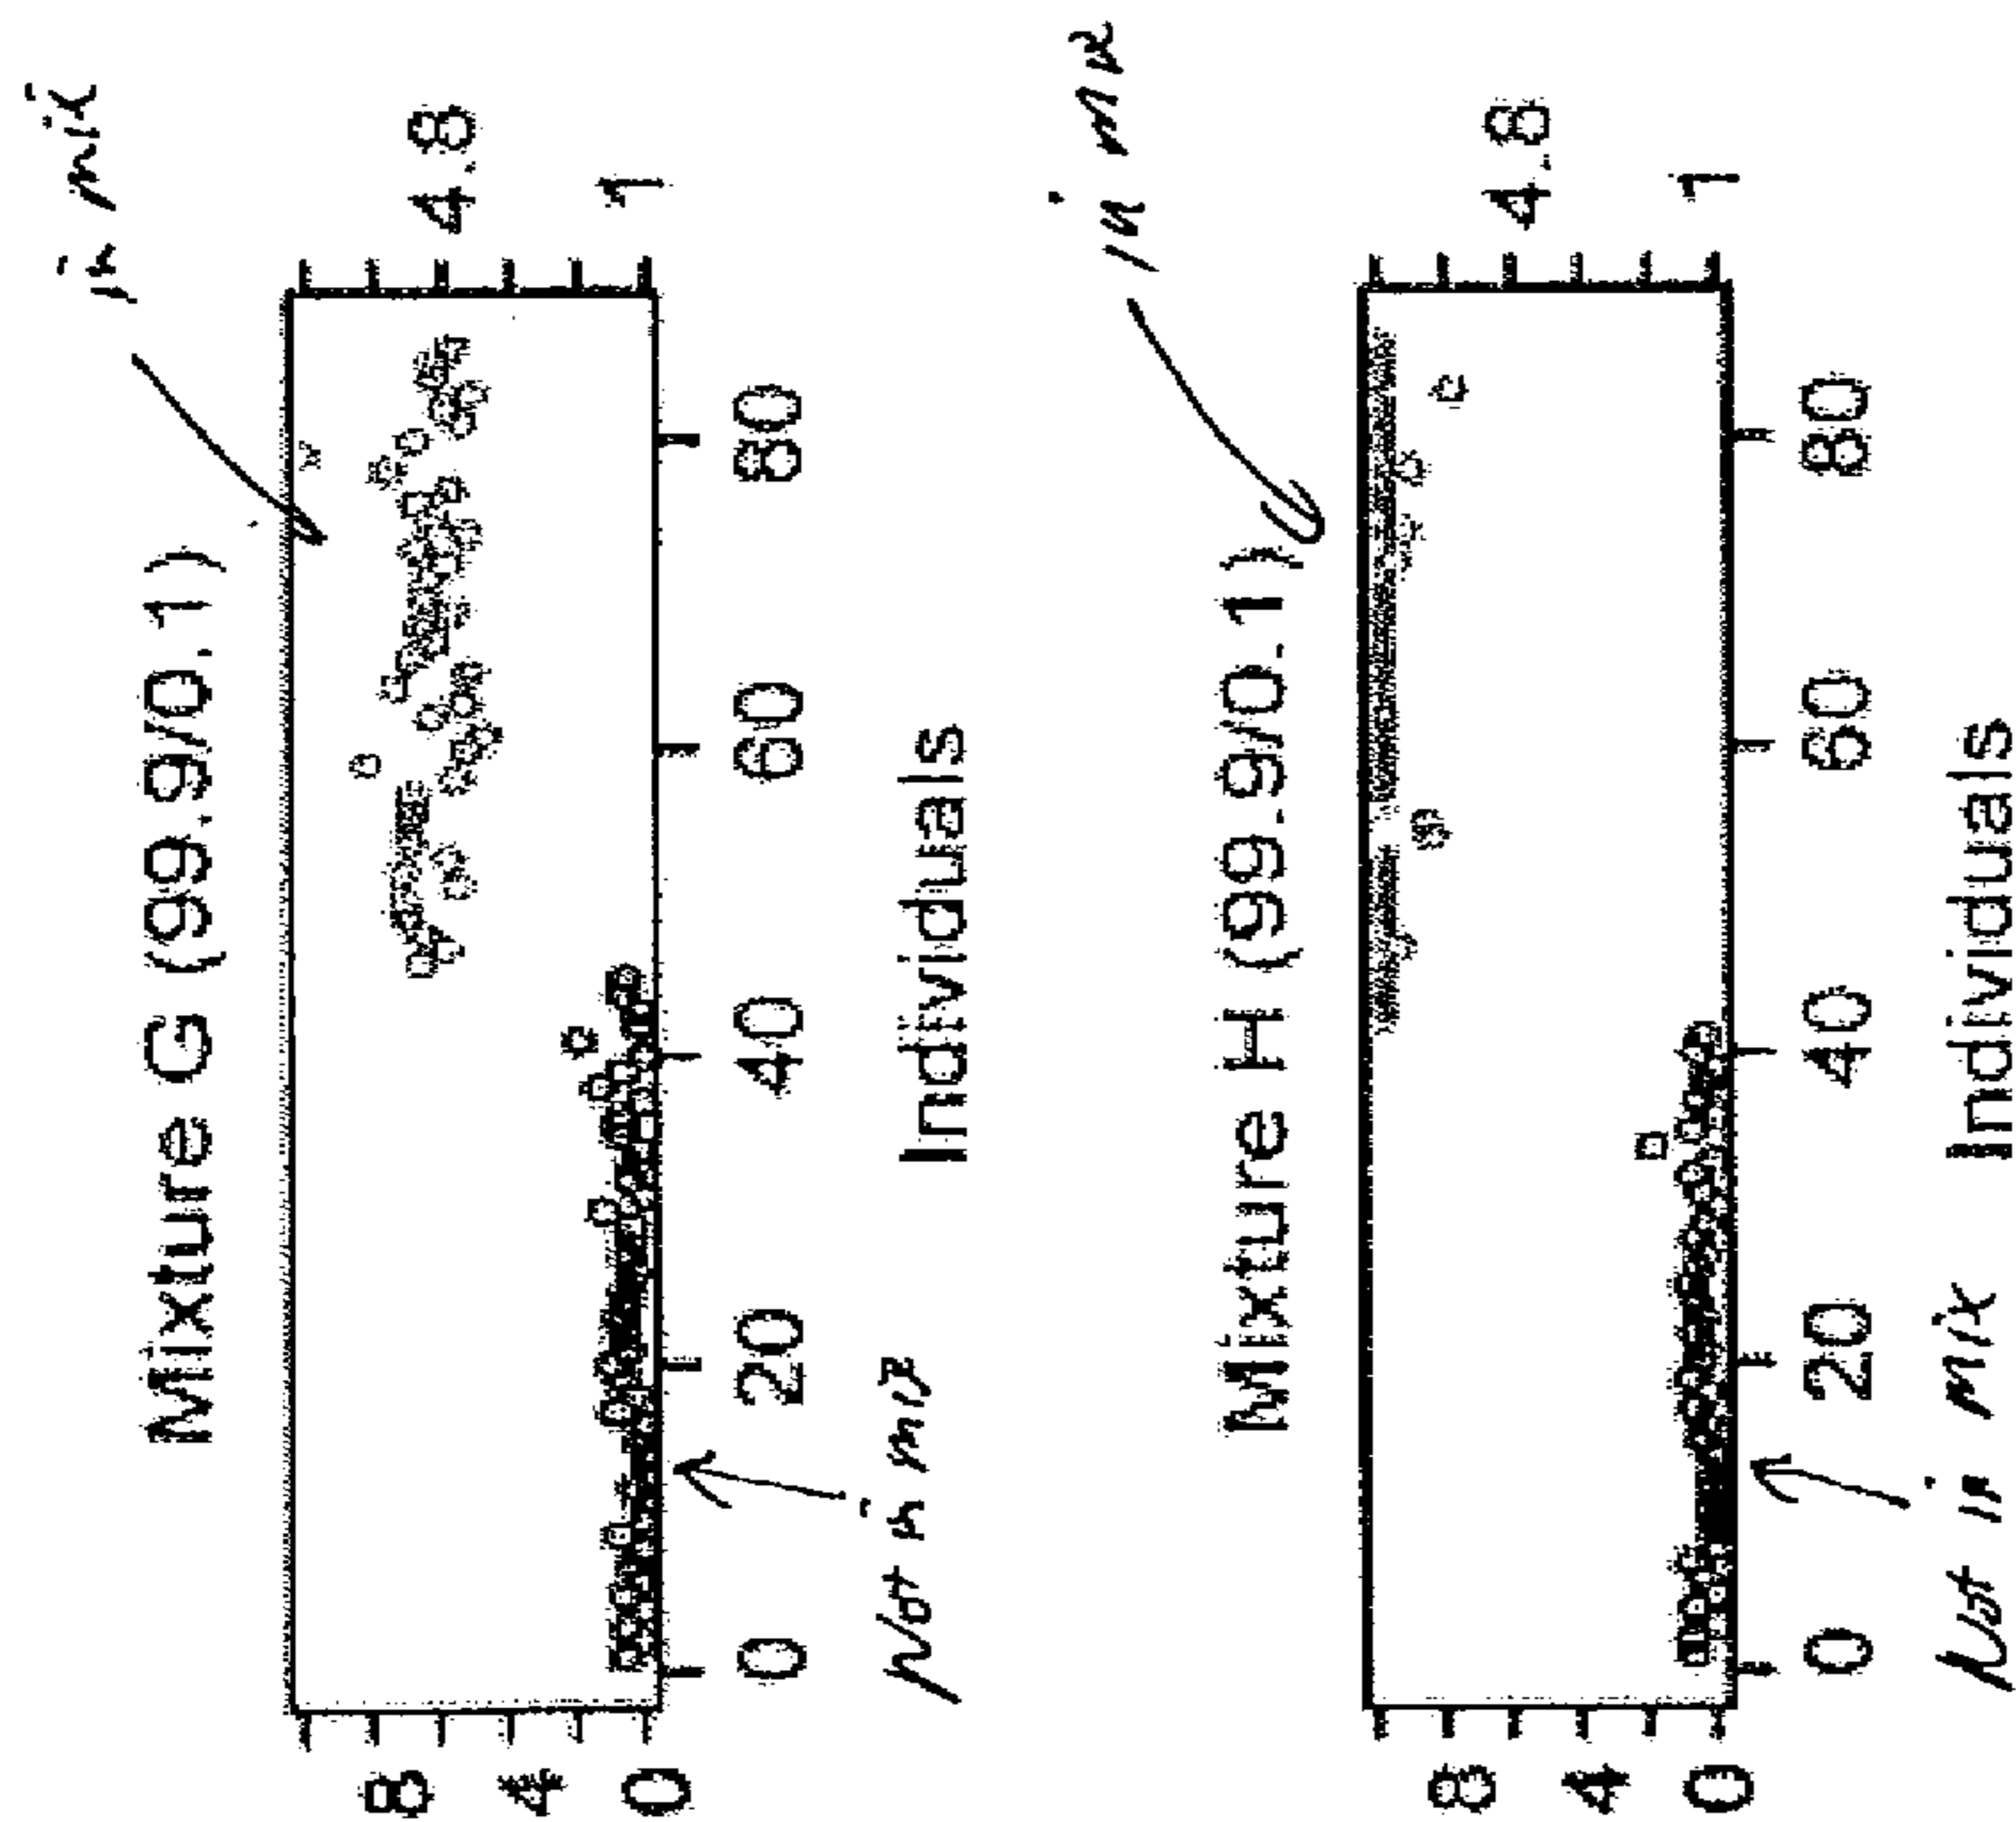 Mixture G (99.9/0.1)
in mix
8
4
0
4.8
1
0 20 40 60 80
Individuals
Not in mix
Mixture H (99.9/0.1)
in mix
8
4
0
4.8
1
0 20 40 60 80
Individuals
Not in mix